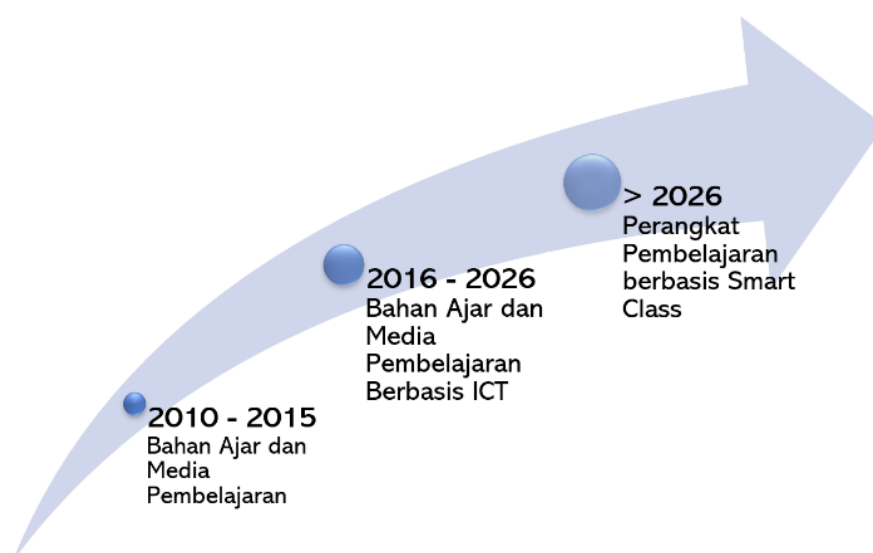 2010 - 2015
Bahan Ajar dan
Media
Pembelajaran
2016 - 2026
Bahan Ajar dan
Media
Pembelajaran
Berbasis ICT
> 2026
Perangkat
Pembelajaran
berbasis Smart
Class